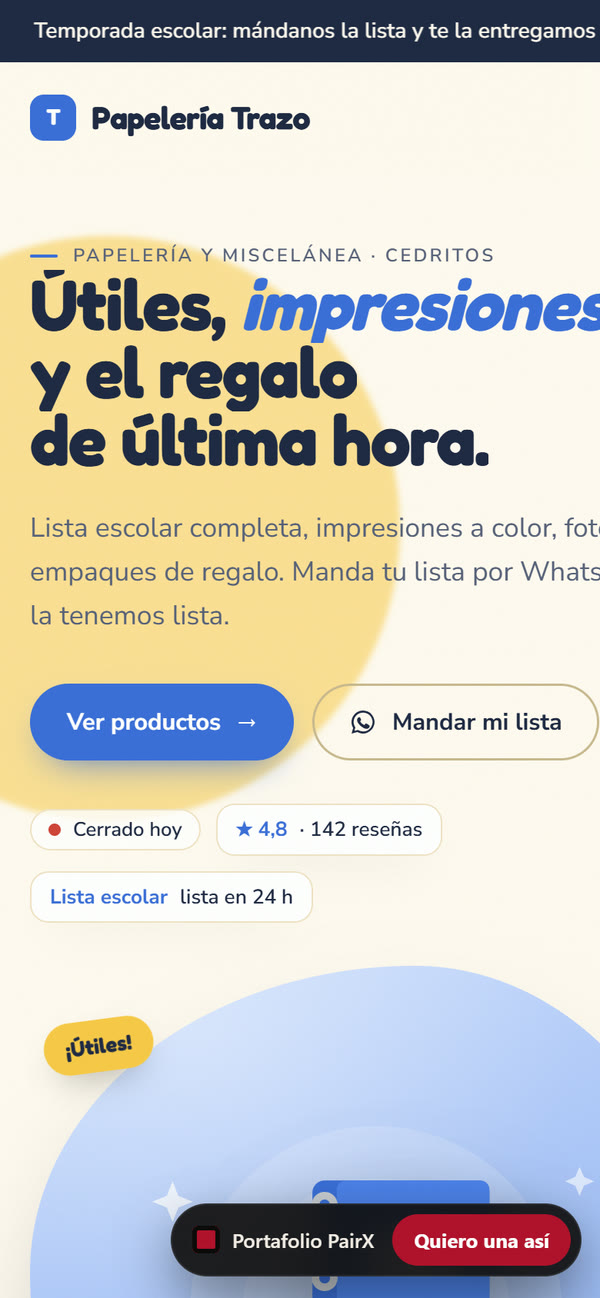 Temporada escolar: mándanos la lista y te la entregamos
T
Papelería Trazo
PAPELERÍA Y MISCELÁNEA · CEDRITOS
Útiles, impresiones
y el regalo
de última hora.
Lista escolar completa, impresiones a color, fot
empaques de regalo. Manda tu lista por Whats
la tenemos lista.
Ver productos →
Mandar mi lista
Cerrado hoy
★ 4,8 · 142 reseñas
Lista escolar lista en 24 h
¡Útiles!
Portafolio PairX
Quiero una así